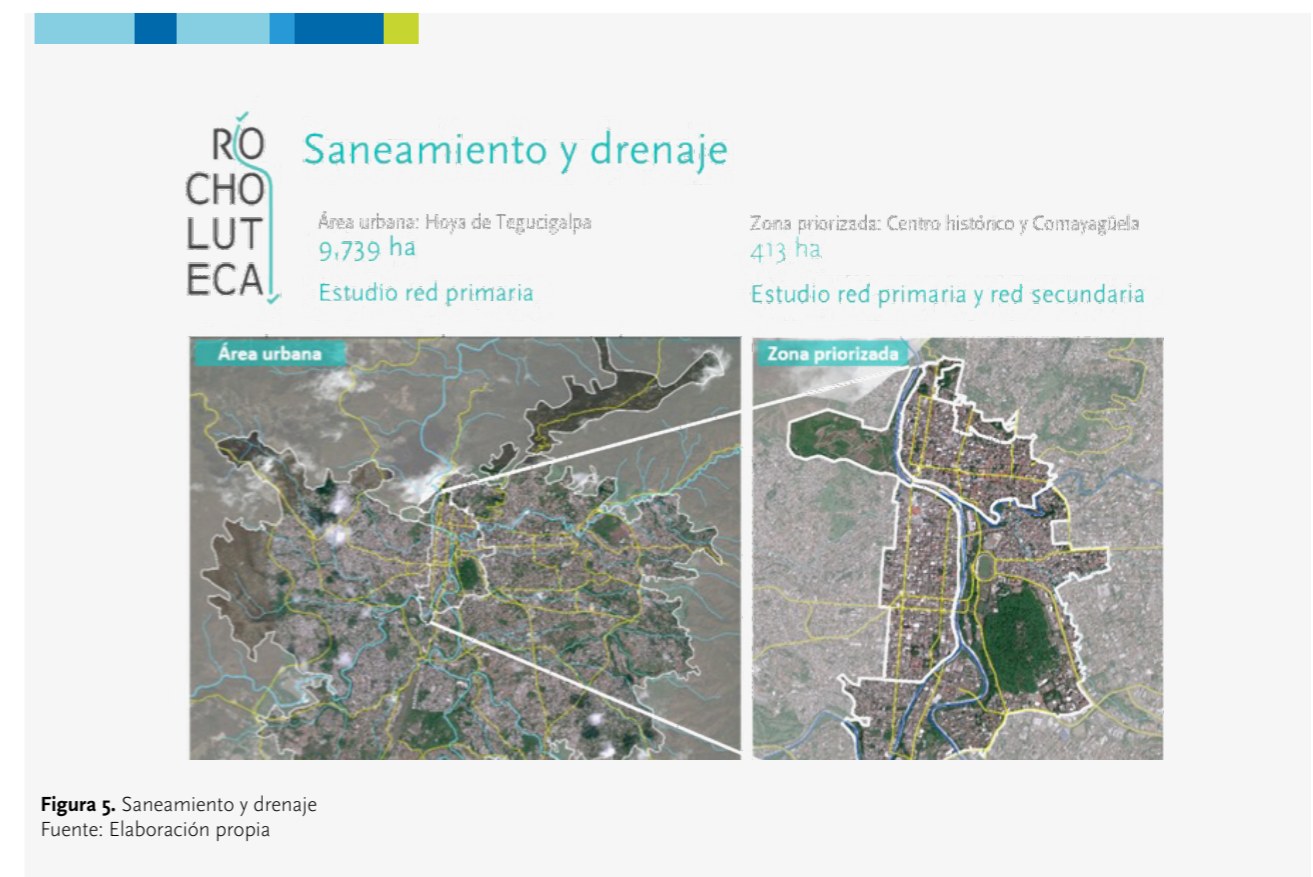 RÍO
CHO
LUT
ECA
Saneamiento y drenaje
Área urbana: Hoya de Tegucigalpa
9,739 ha
Estudio red primaria
Zona priorizada: Centro histórico y Comayagüela
413 ha
Estudio red primaria y red secundaria
Área urbana
Zona priorizada
Figura 5. Saneamiento y drenaje
Fuente: Elaboración propia